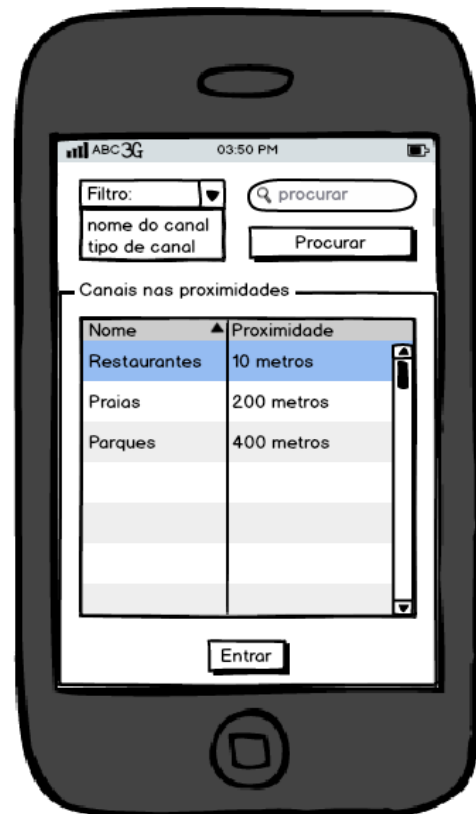 ABC 3G 03:50 PM
Filtro:
nome do canal
tipo de canal
procurar
Procurar
Canais nas proximidades
Nome Proximidade
Restaurantes 10 metros
Praias 200 metros
Parques 400 metros
Entrar